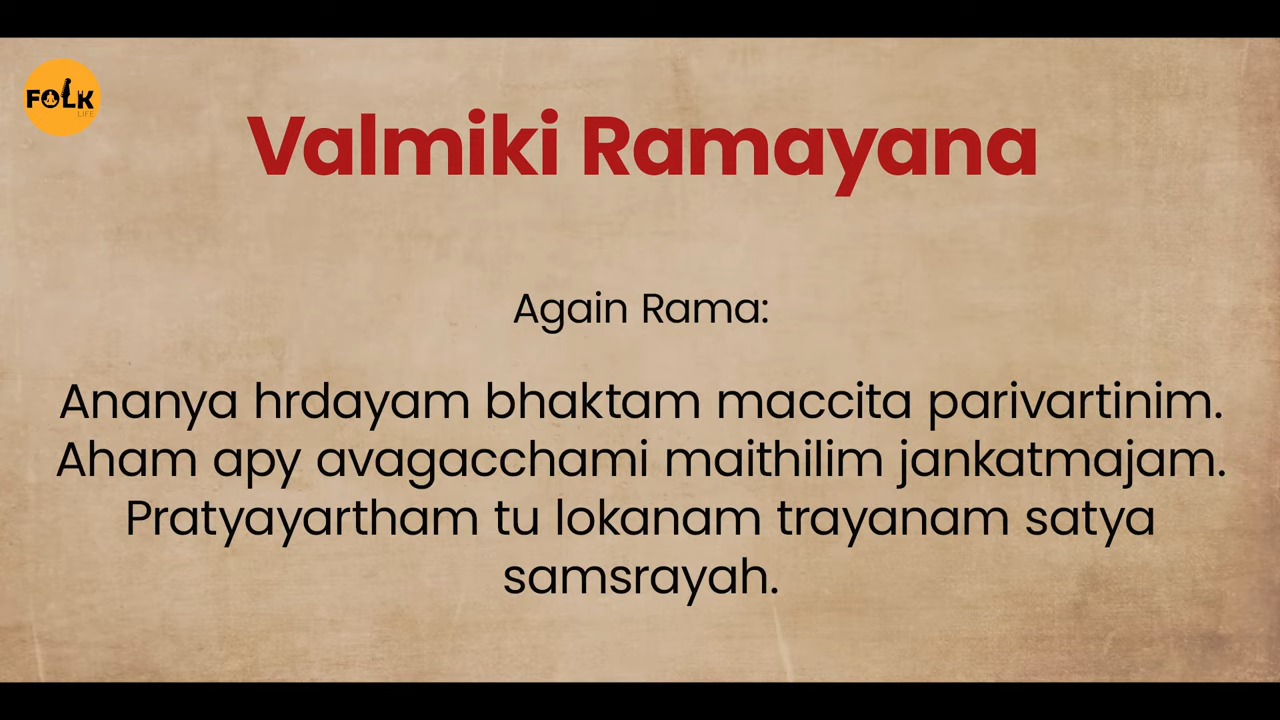 FOLK
LIFE
Valmiki Ramayana
Again Rama:
Ananya hrdayam bhaktam maccita parivartinim.
Aham apy avagacchami maithilim jankatmajam.
Pratyayartham tu lokanam trayanam satya
samsrayah.